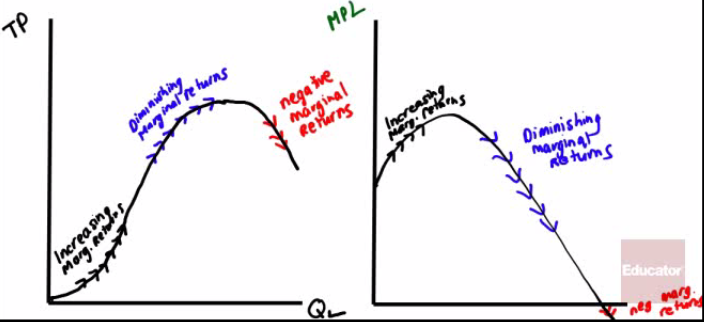 TP
Increasing
Marg. Returns
Diminishing
Marginal returns
negative
marginal
Returns
QL
MPL
Increasing
marg. returns
Diminishing
marginal
Returns
Educator
neg marg.
returns